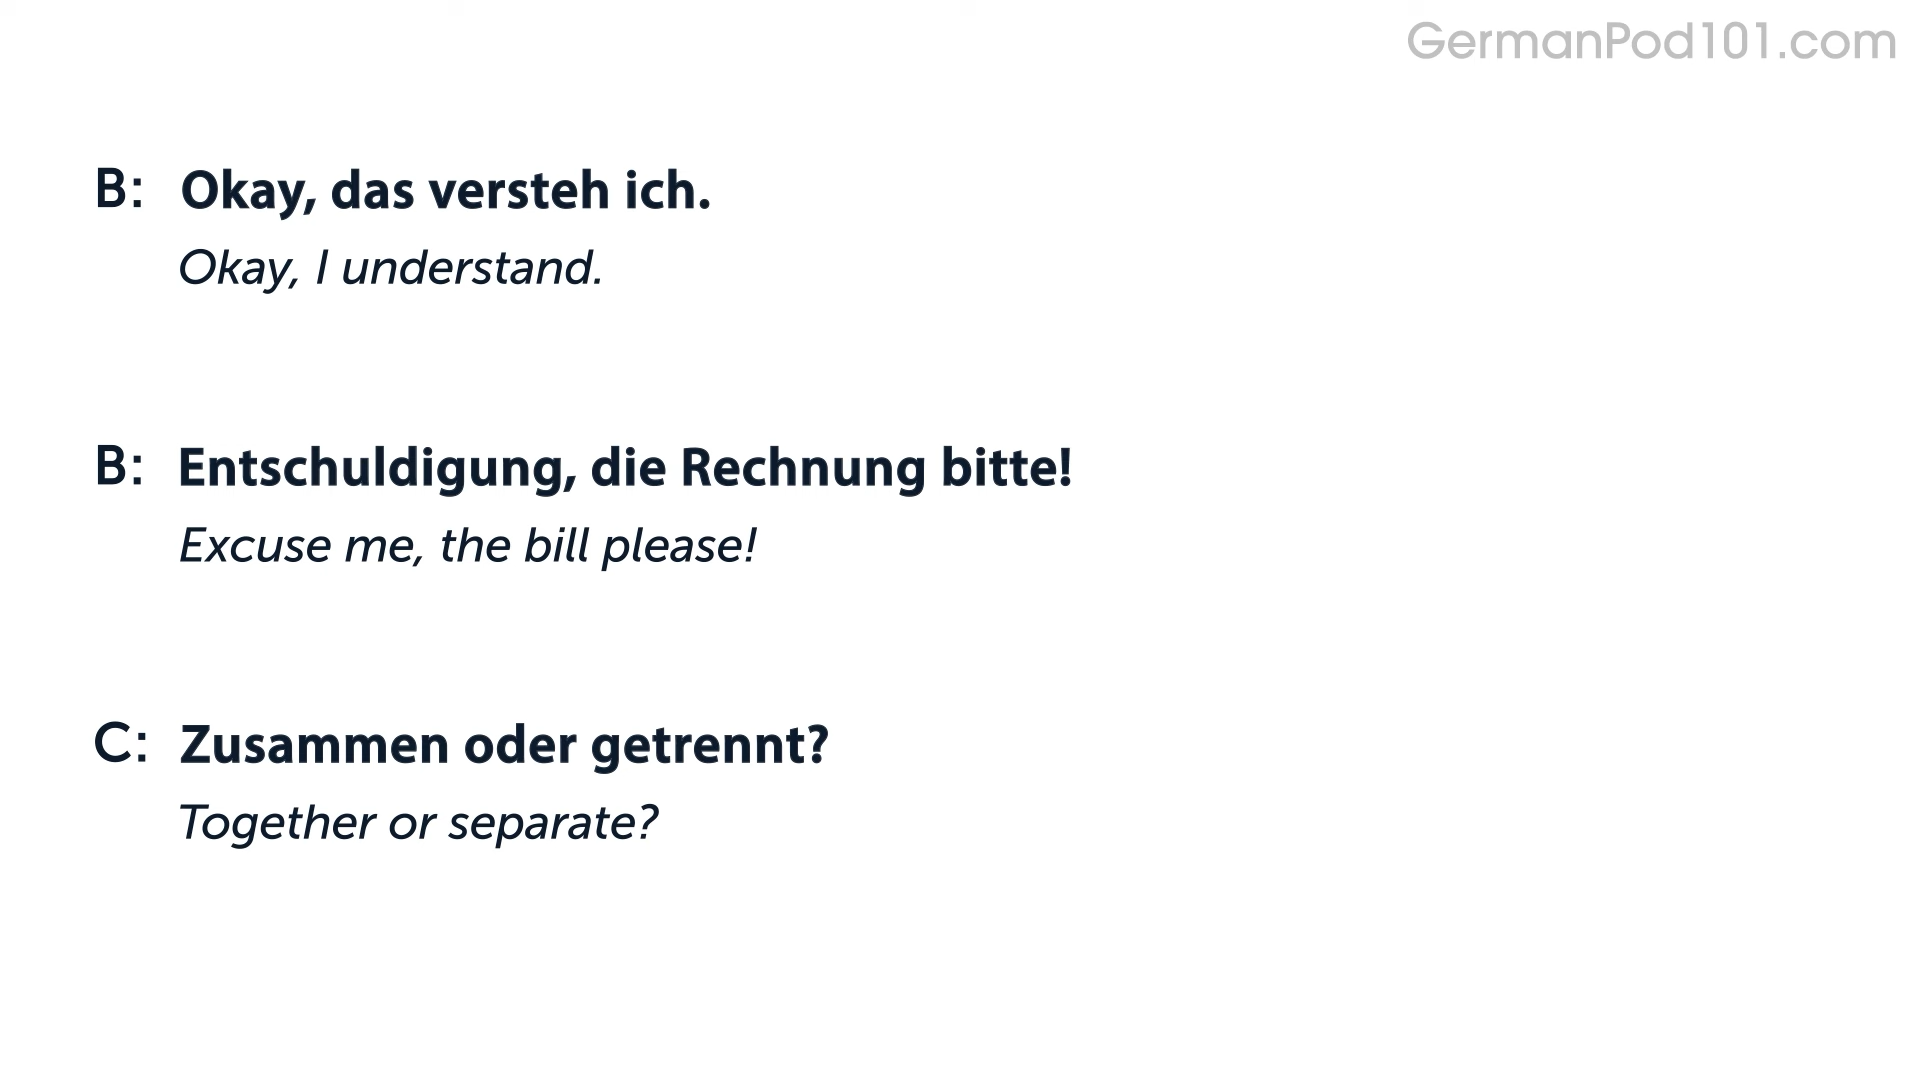 GermanPod101.com
B: Okay, das versteh ich.
Okay, I understand.
B: Entschuldigung, die Rechnung bitte!
Excuse me, the bill please!
C: Zusammen oder getrennt?
Together or separate?